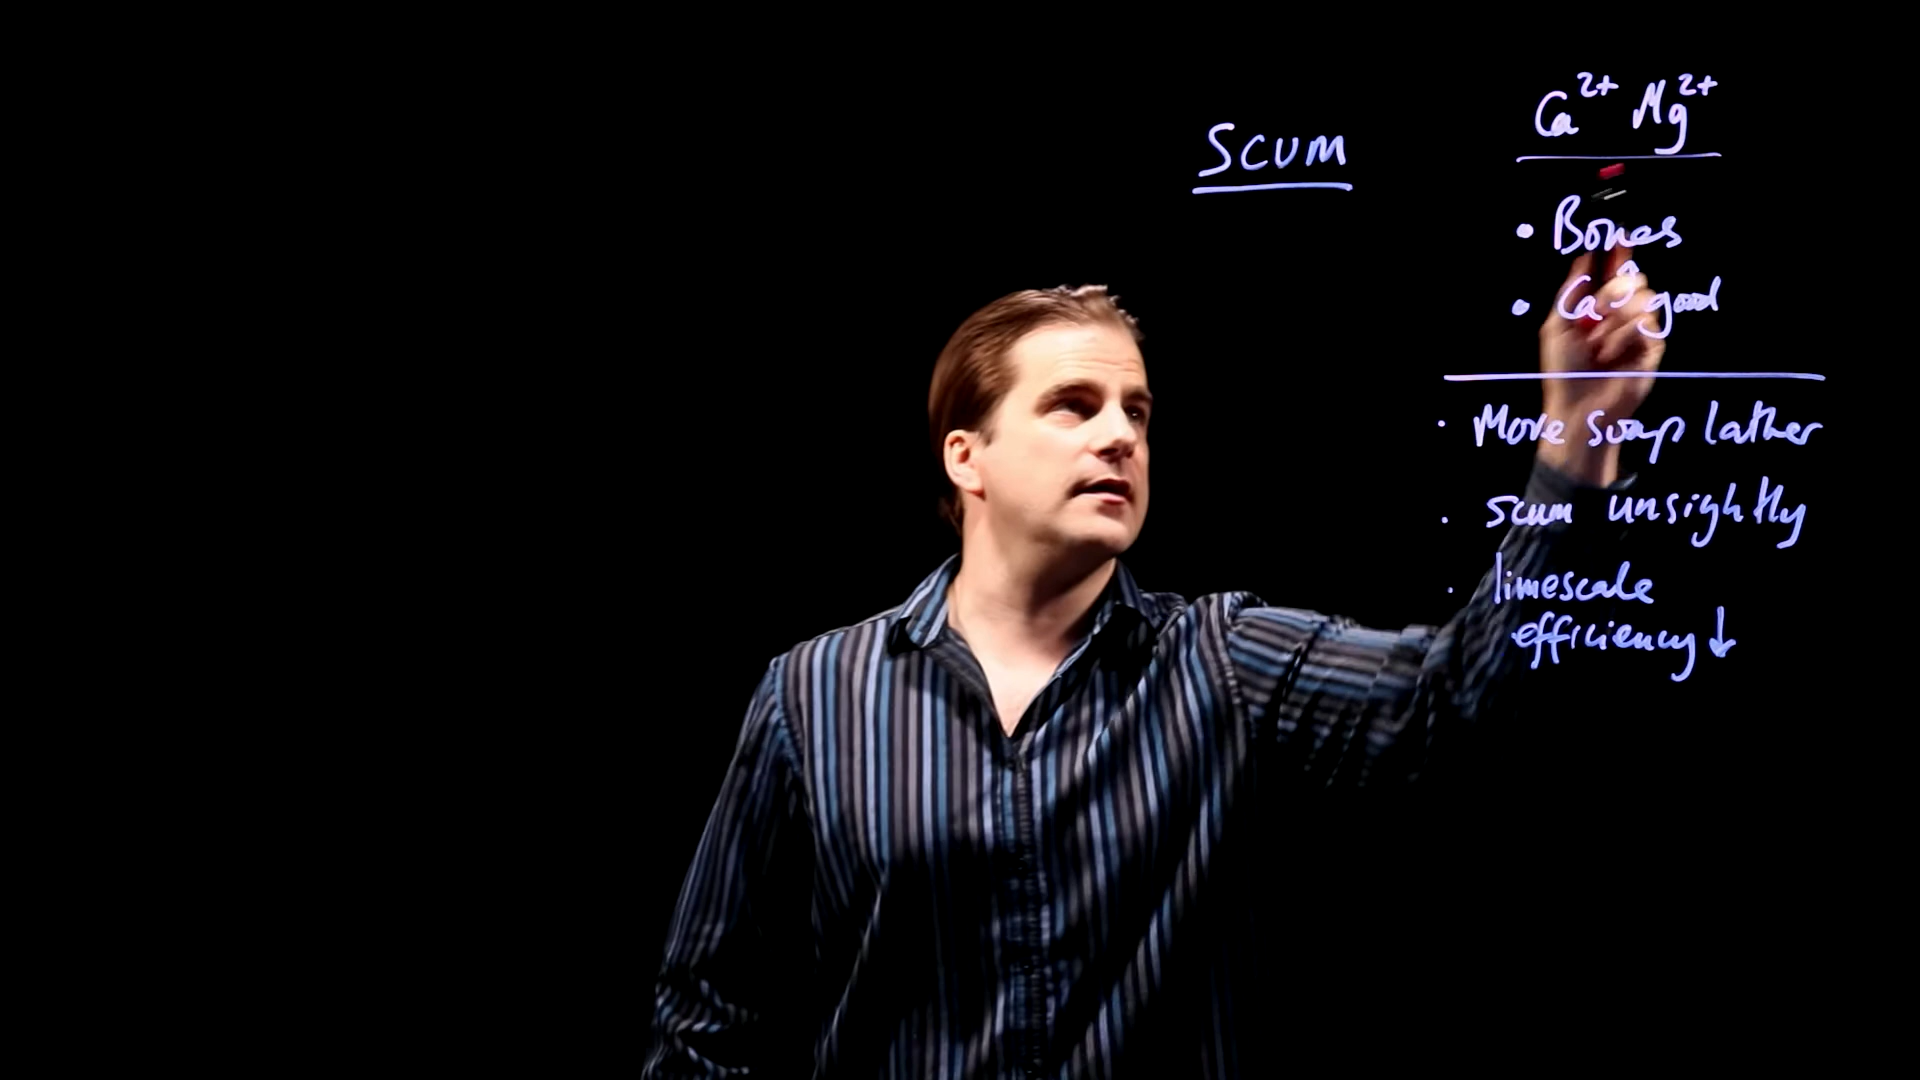 Scum
Ca²⁺ Mg²⁺
• Bones
• Ca good
• More soap lather
• scum unsightly
• limescale
efficiency ↓